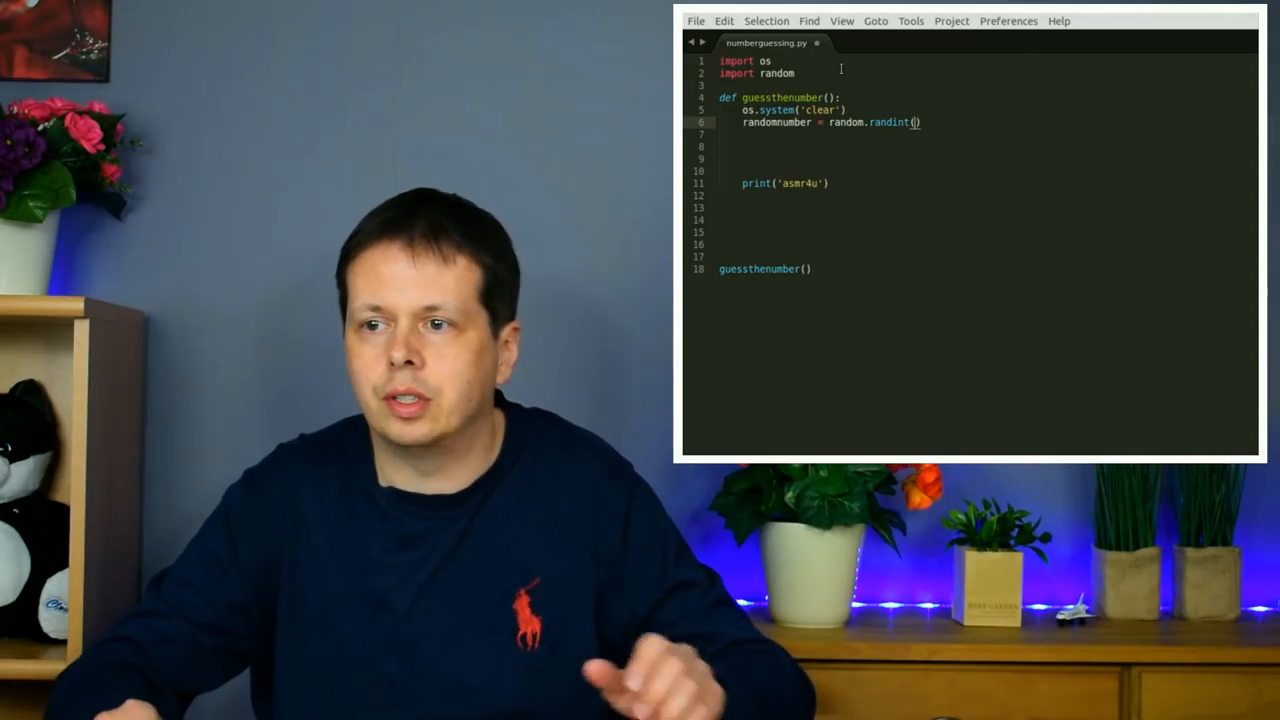 File Edit Selection Find View Goto Tools Project Preferences Help
numberguessing.py
1 import os
2 import random
3
4 def guessthenumber():
5 os.system('clear')
6 randomnumber = random.randint()
7
8
9
10
11 print('asmr4u')
12
13
14
15
16
17
18 guessthenumber()
HERB GARDEN